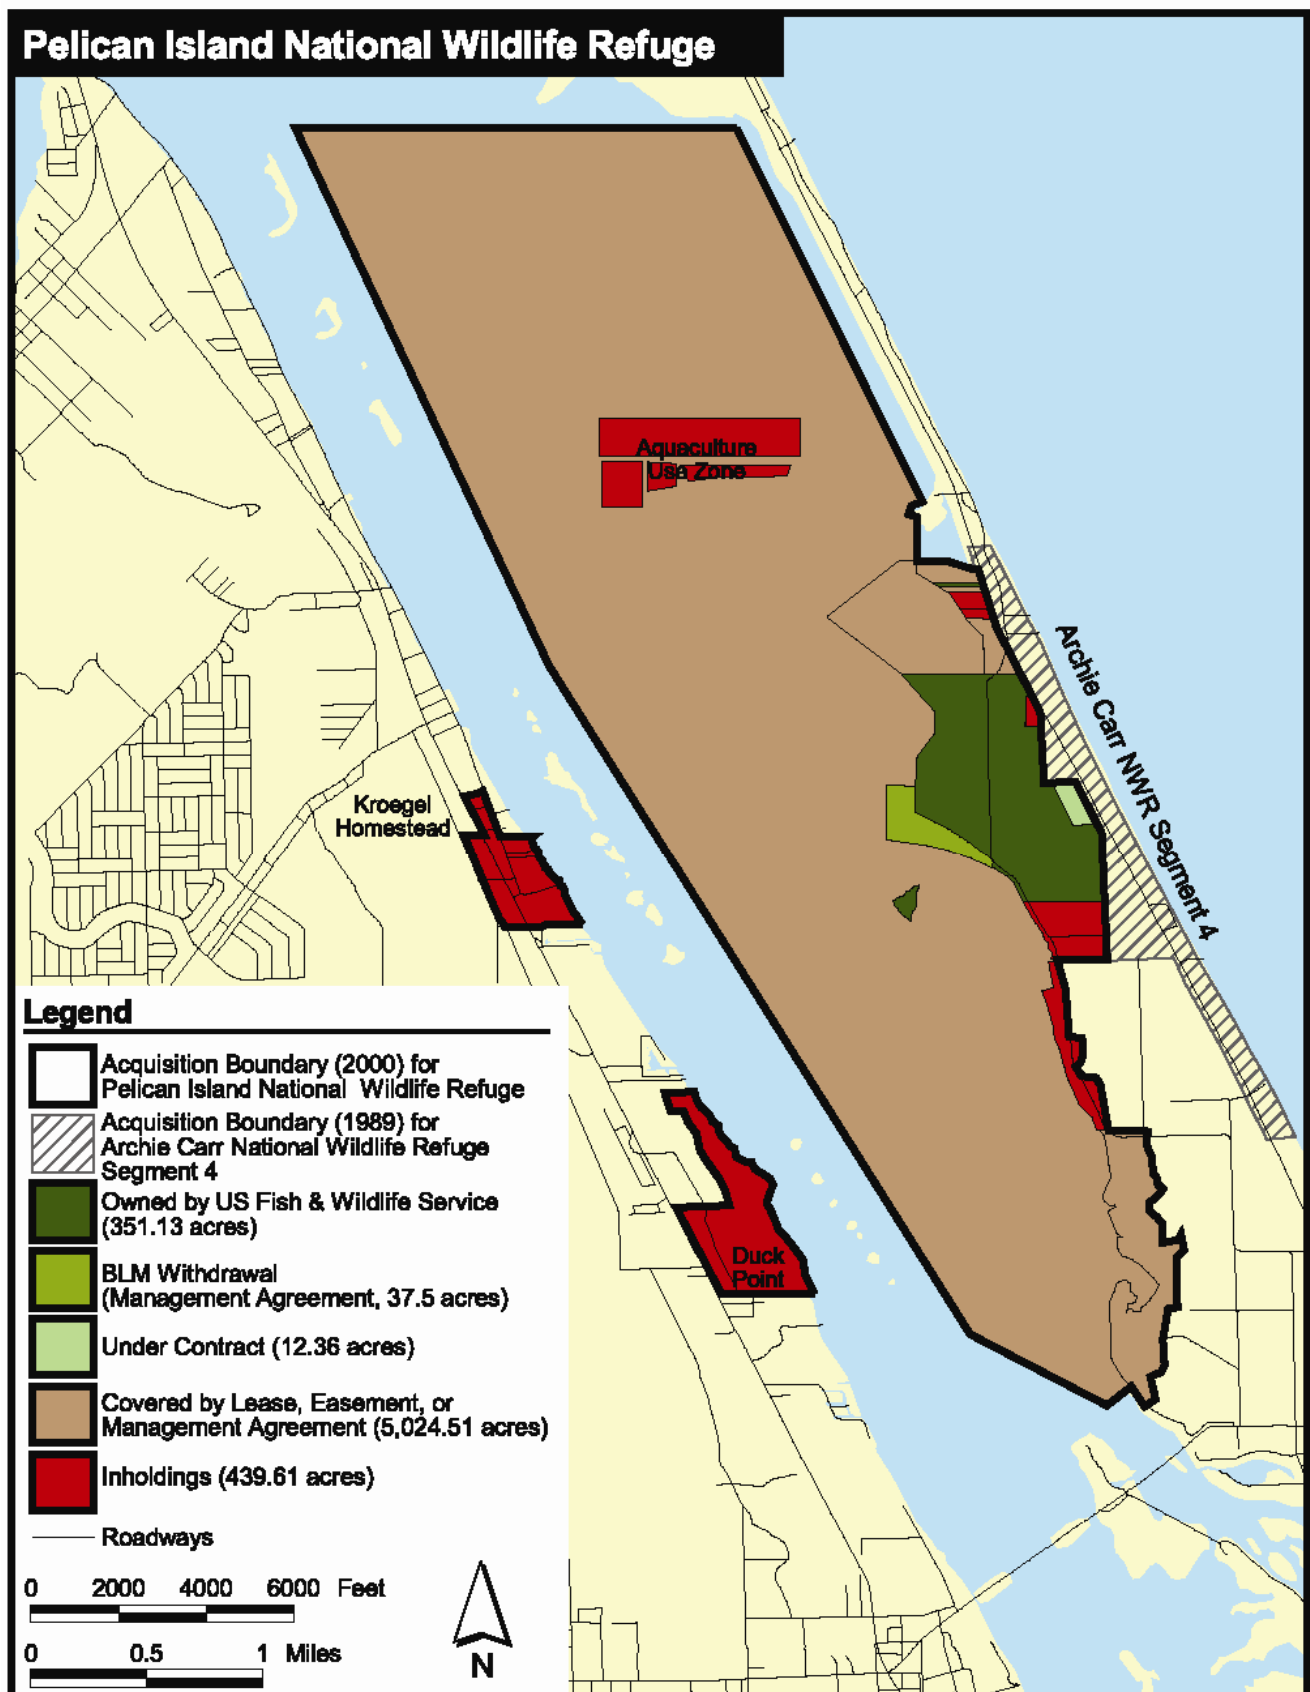 Pelican Island National Wildlife Refuge
Aquaculture
Use Zone
Archie Carr NWR Segment 4
Kroegel
Homestead
Duck
Point
Legend
Acquisition Boundary (2000) for
Pelican Island National Wildlife Refuge
Acquisition Boundary (1989) for
Archie Carr National Wildlife Refuge
Segment 4
Owned by US Fish & Wildlife Service
(351.13 acres)
BLM Withdrawal
(Management Agreement, 37.5 acres)
Under Contract (12.36 acres)
Covered by Lease, Easement, or
Management Agreement (5,024.51 acres)
Inholdings (439.61 acres)
Roadways
0 2000 4000 6000 Feet
0 0.5 1 Miles
N